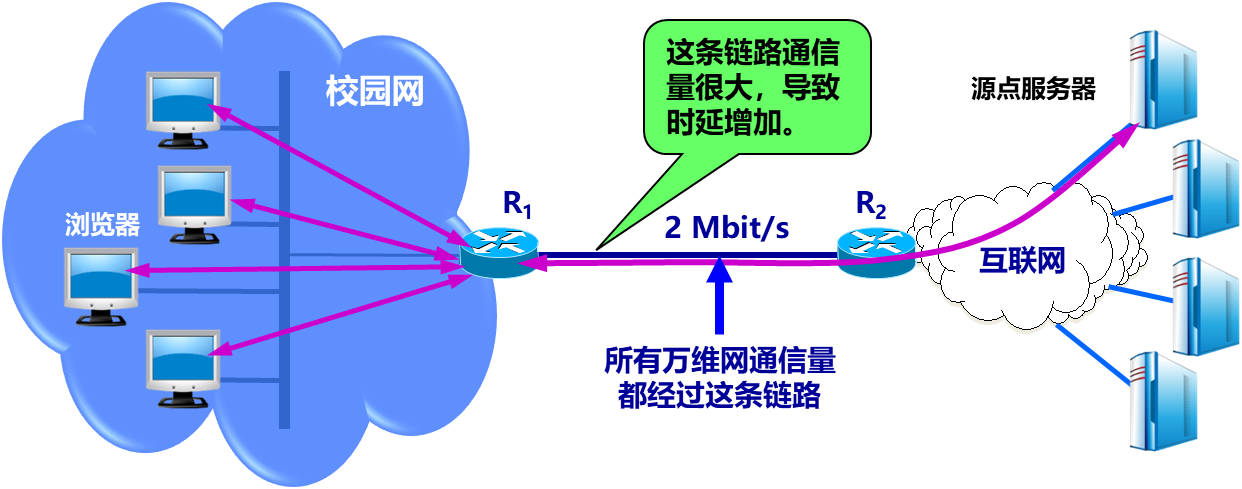 校园网
浏览器
这条链路通信
量很大，导致
时延增加。
源点服务器
R1
2 Mbit/s
R2
互联网
所有万维网通信量
都经过这条链路